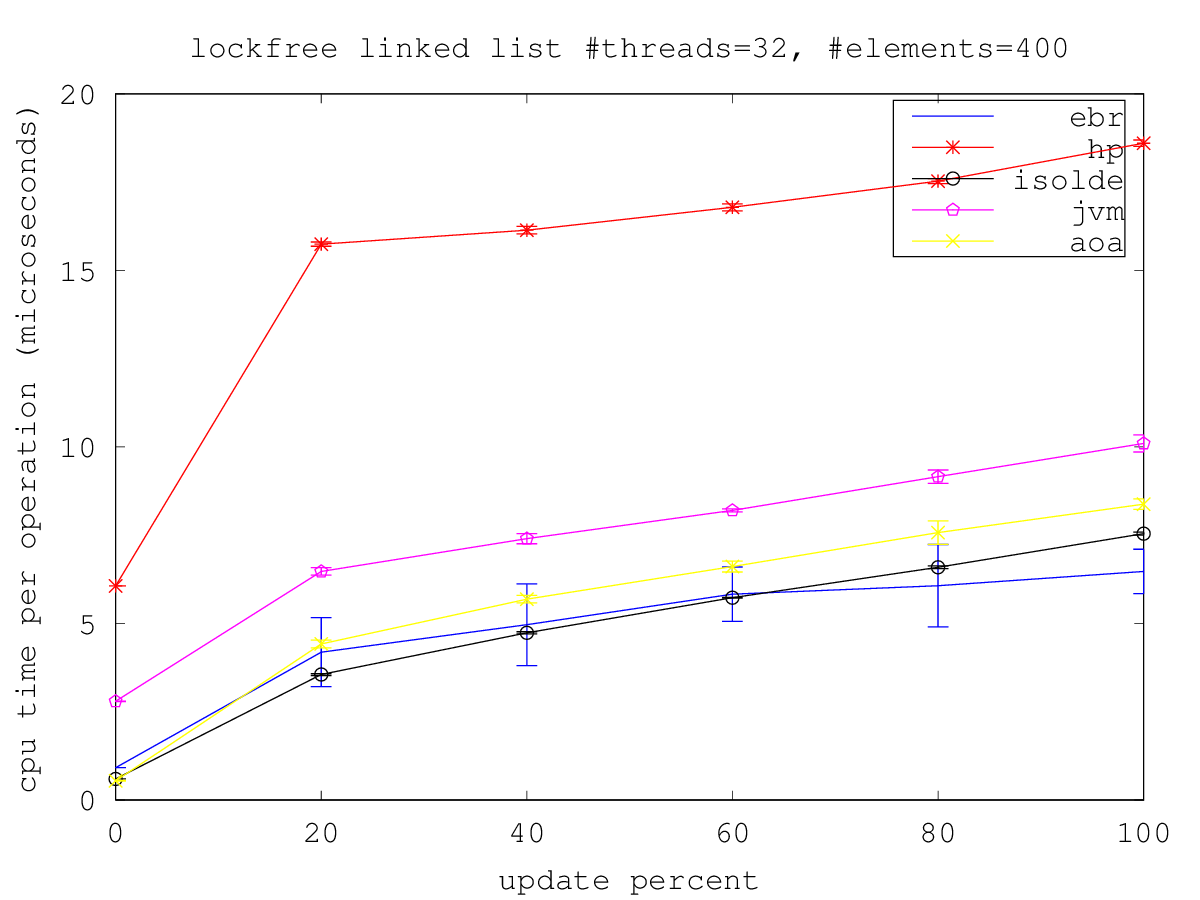 lockfree linked list #threads=32, #elements=400
cpu time per operation (microseconds)
20
15
10
5
0
ebr
hp
isolde
jvm
aoa
0 20 40 60 80 100
update percent